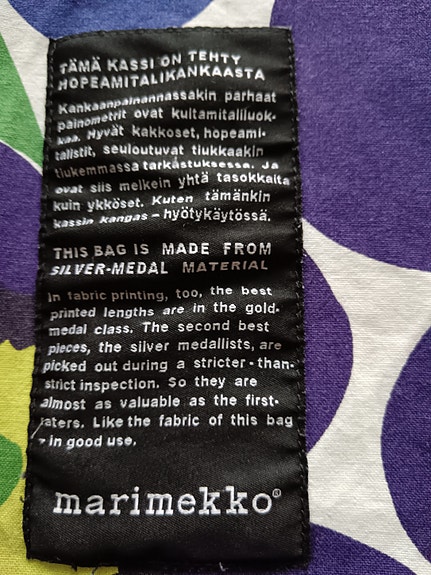 TÄMÄ KASSI ON TEHTY
HOPEAMITALIKANKAASTA
Kankaanpainannassakin parhaat
painometrit ovat kultamitaliluok-
kaa. Hyvät kakkoset, hopeami-
talistit, seuloutuvat tiukkaakin
tiukemmassa tarkastuksessa. Ja
ovat siis melkein yhtä tasokkaita
kuin ykköset. Kuten tämänkin
kassin kangas – hyötykäytössä.
THIS BAG IS MADE FROM
SILVER-MEDAL MATERIAL
In fabric printing, too, the best
printed lengths are in the gold-
medal class. The second best
pieces, the silver medallists, are
picked out during a stricter-than-
strict inspection. So they are
almost as valuable as the first-
raters. Like the fabric of this bag
- in good use.
marimekko®